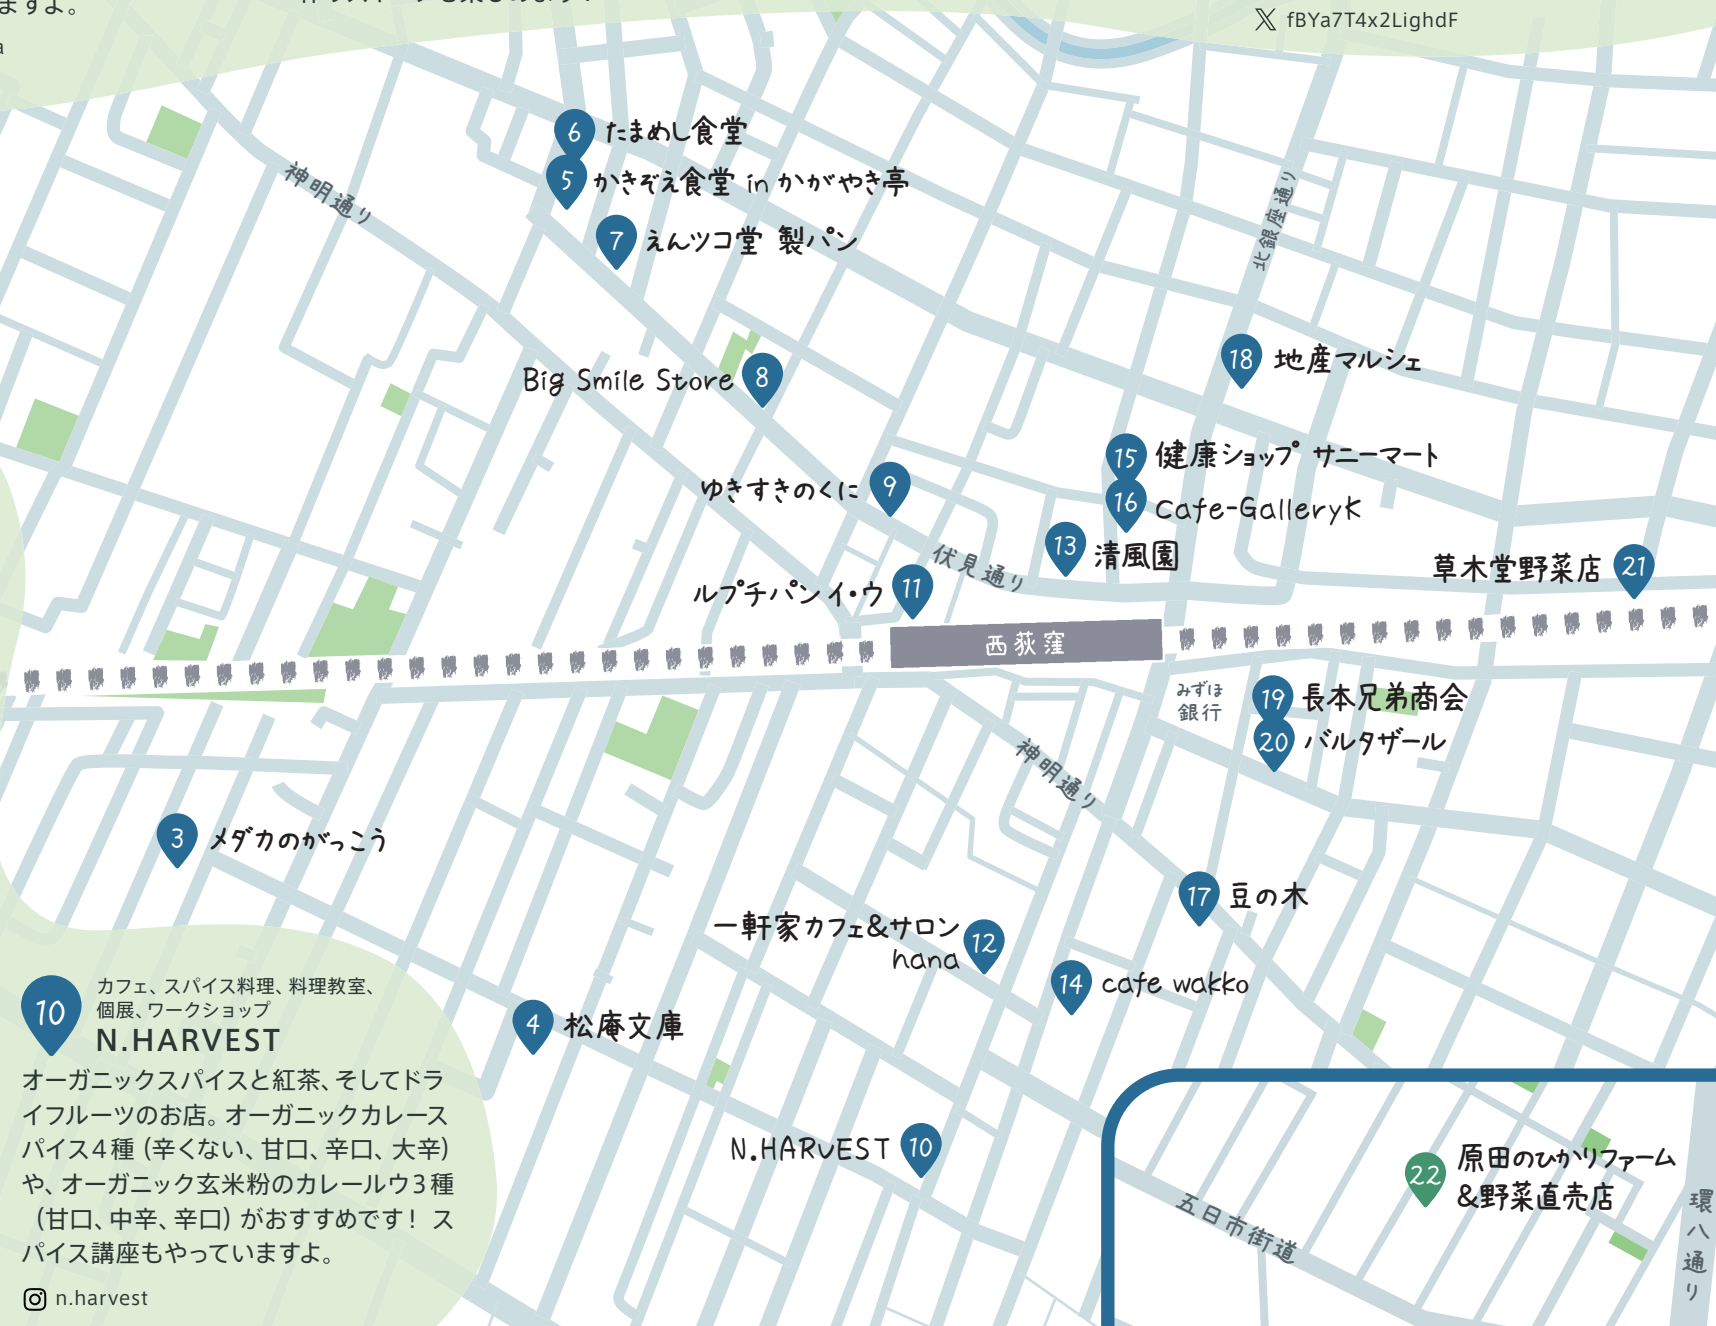 ますよ。
fBYa7T4x2LighdF
a
6 たまめし食堂
5 かきぞえ食堂 in かがやき亭
7 えんツコ堂 製パン
神明通り
北銀座通り
18 地産マルシェ
Big Smile Store 8
15 健康ショップ サニーマート
ゆきすきのくに 9
16 Cafe-GalleryK
13 清風園
伏見通り
草木堂野菜店 21
ルプチパンイ・ウ 11
西荻窪
みずほ
銀行
19 長本兄弟商会
20 バルタザール
神明通り
3 メダカのがっこう
17 豆の木
一軒家カフェ&サロン
hana 12
14 cafe wakko
4 松庵文庫
N.HARVEST 10
10
カフェ、スパイス料理、料理教室、
個展、ワークショップ
N.HARVEST
オーガニックスパイスと紅茶、そしてドラ
イフルーツのお店。オーガニックカレース
パイス4種（辛くない、甘口、辛口、大辛）
や、オーガニック玄米粉のカレールウ3種
（甘口、中辛、辛口）がおすすめです！ス
パイス講座もやっていますよ。
n.harvest
22 原田のひかりファーム
&野菜直売店
五日市街道
環八通り